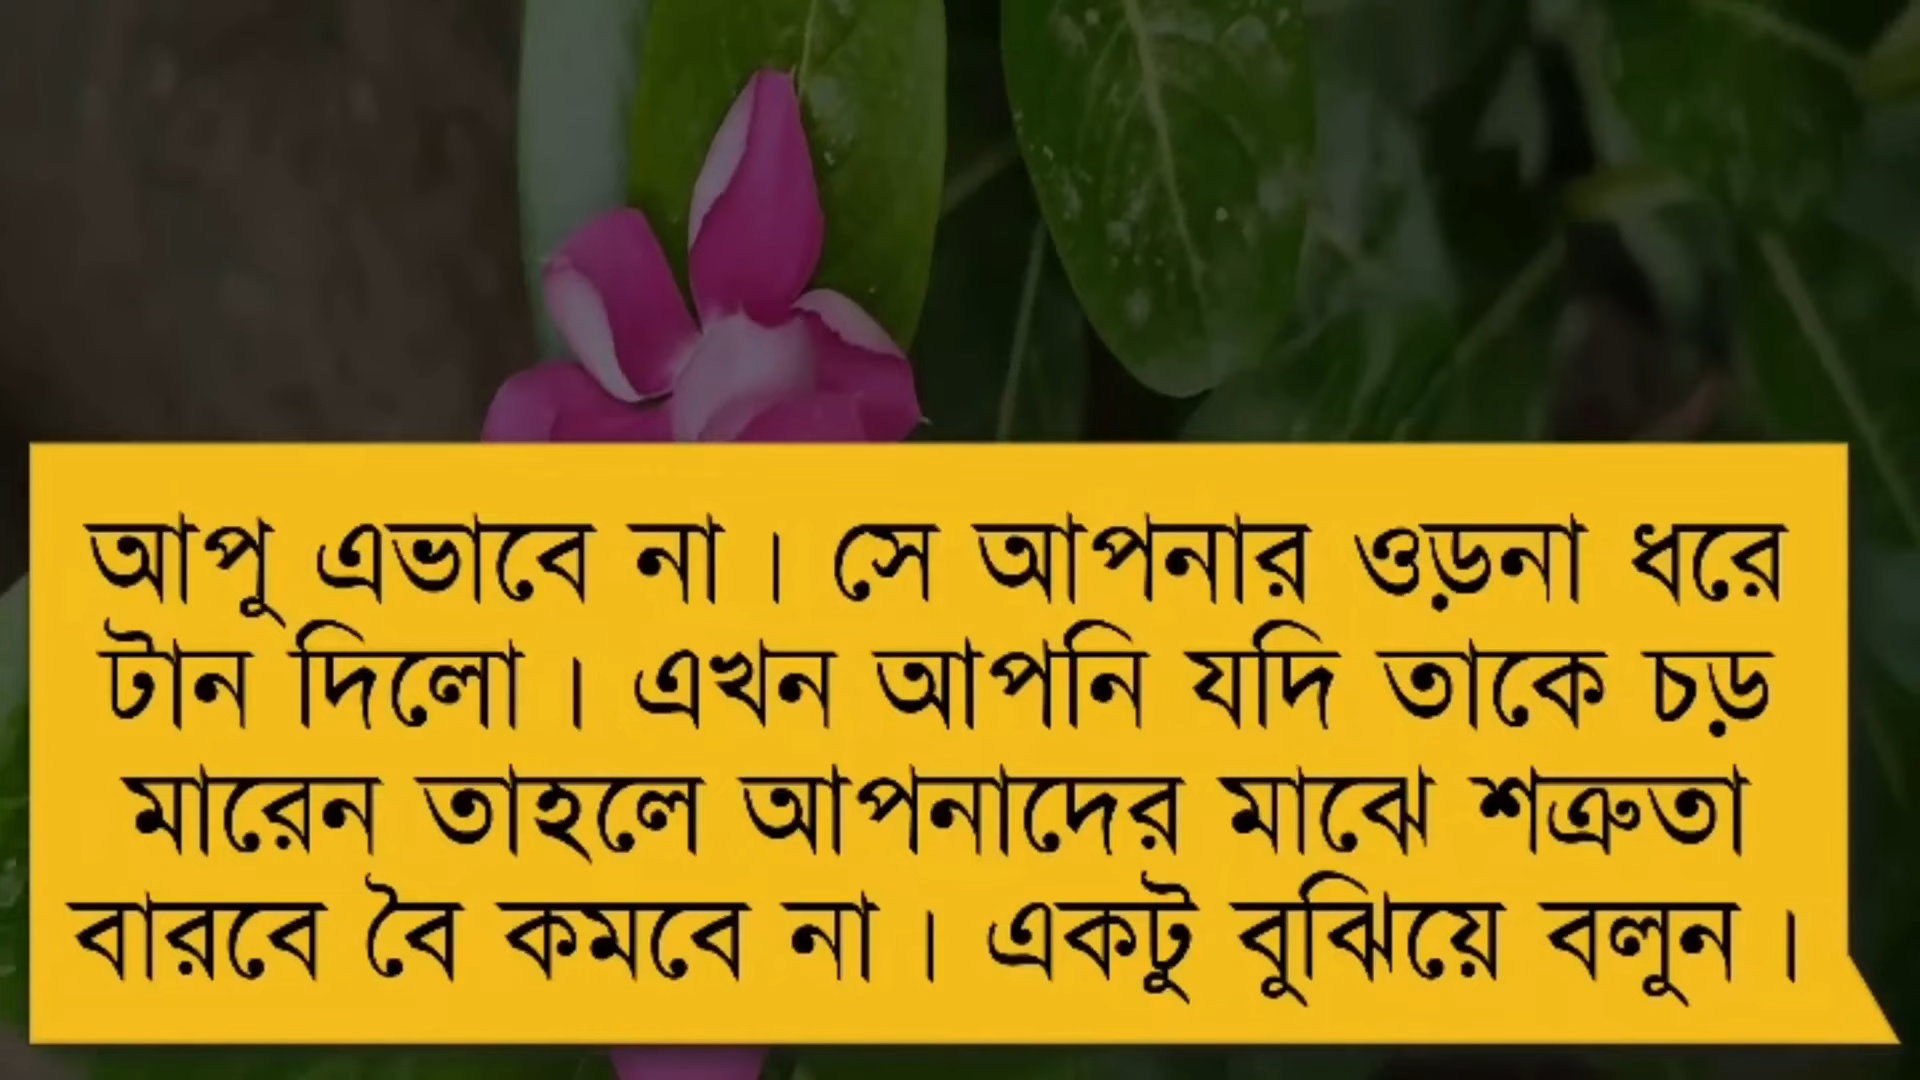 আপু এভাবে না। সে আপনার ওড়না ধরে
টান দিলো। এখন আপনি যদি তাকে চড়
মারেন তাহলে আপনাদের মাঝে শত্রুতা
বারবে বৈ কমবে না। একটু বুঝিয়ে বলুন।